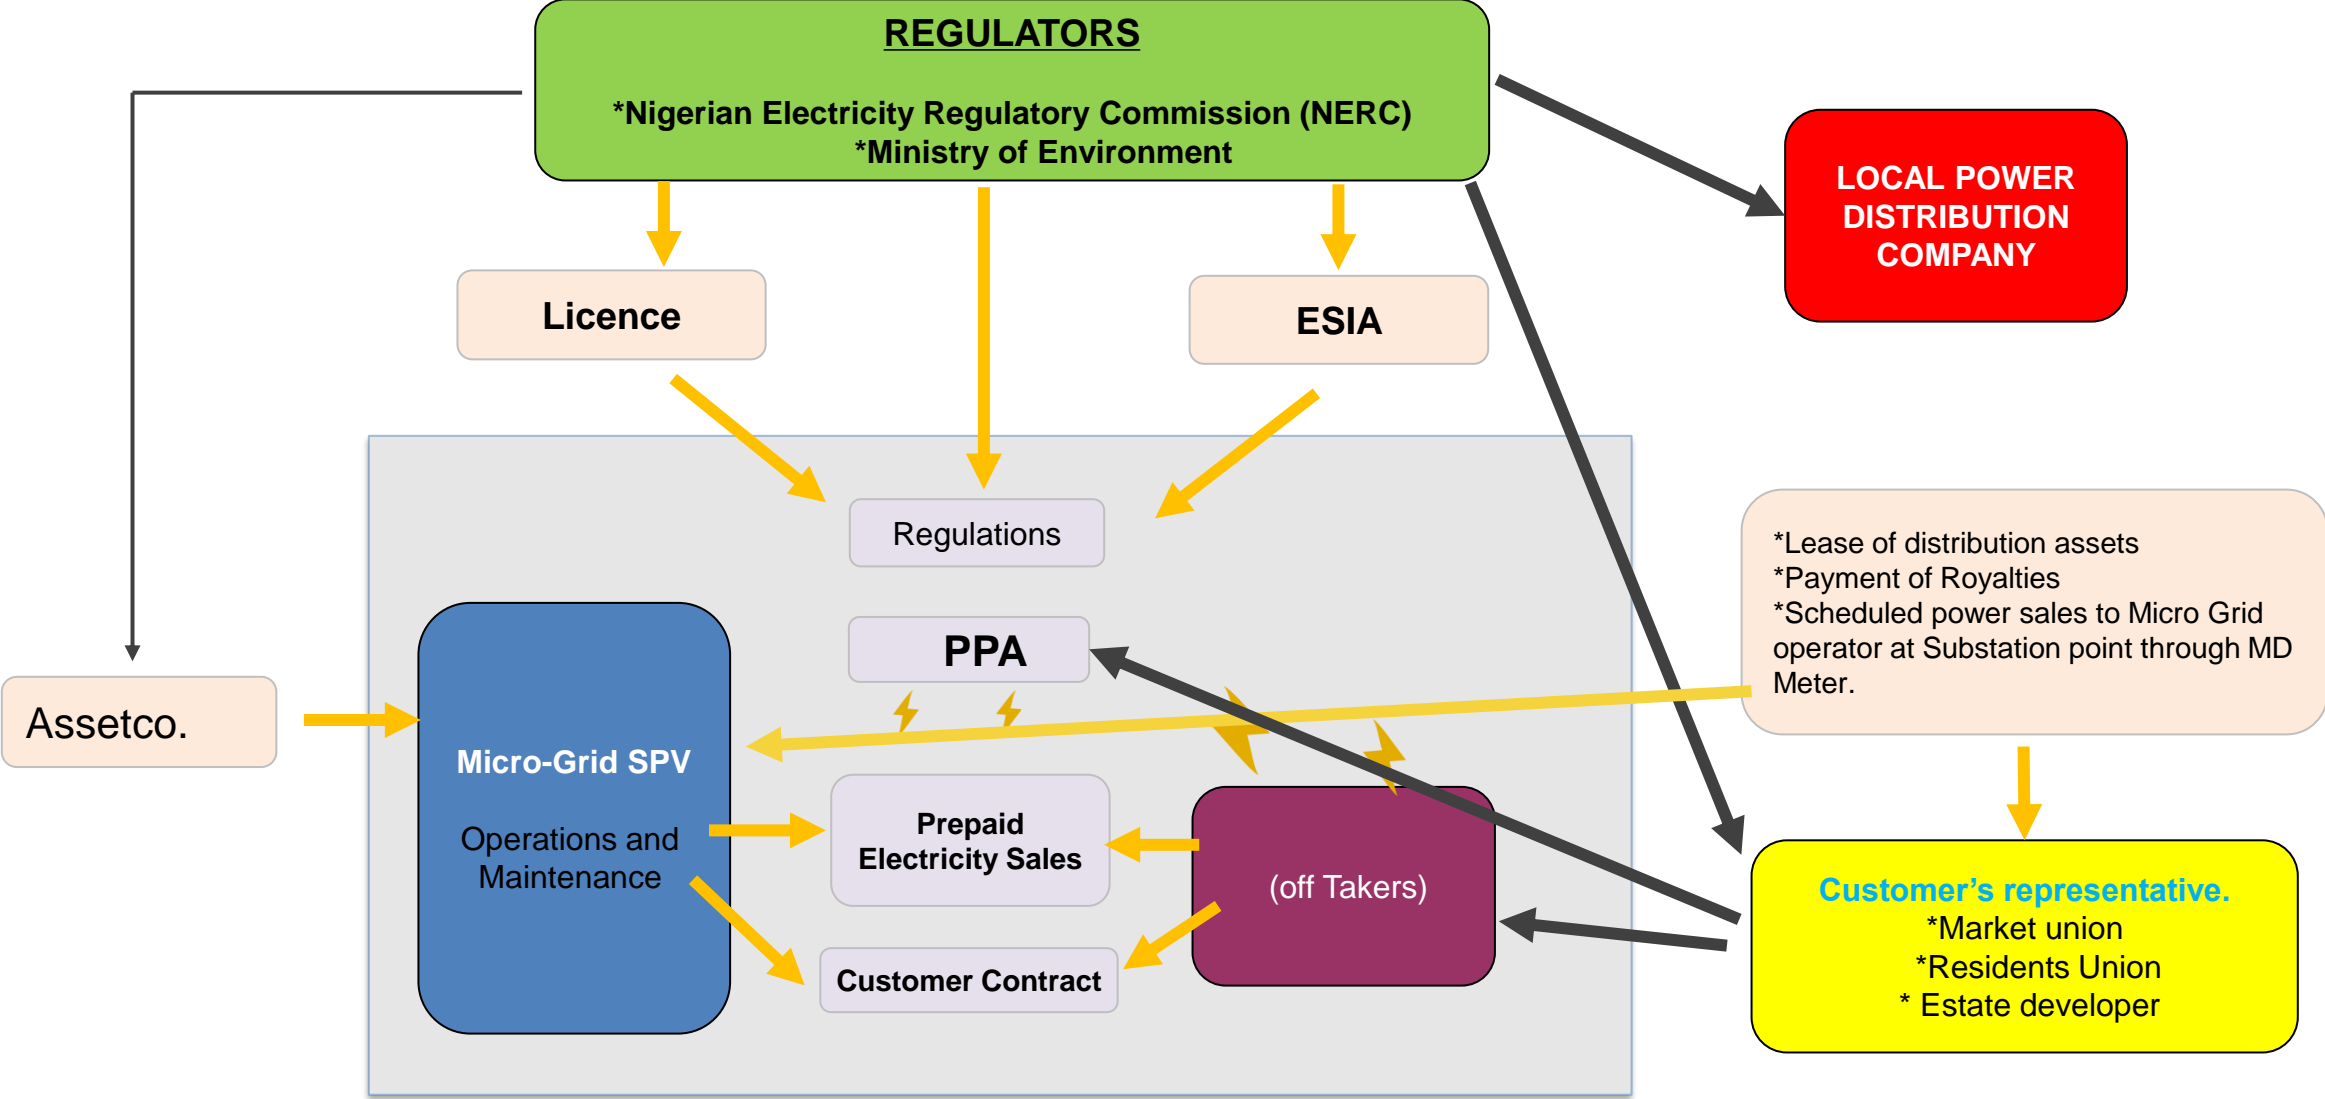 REGULATORS
*Nigerian Electricity Regulatory Commission (NERC)
*Ministry of Environment
LOCAL POWER
DISTRIBUTION
COMPANY
Licence
ESIA
Regulations
*Lease of distribution assets
*Payment of Royalties
*Scheduled power sales to Micro Grid
operator at Substation point through MD
Meter.
PPA
Assetco.
Micro-Grid SPV
Operations and
Maintenance
Prepaid
Electricity Sales
(off Takers)
Customer Contract
Customer’s representative.
*Market union
*Residents Union
* Estate developer